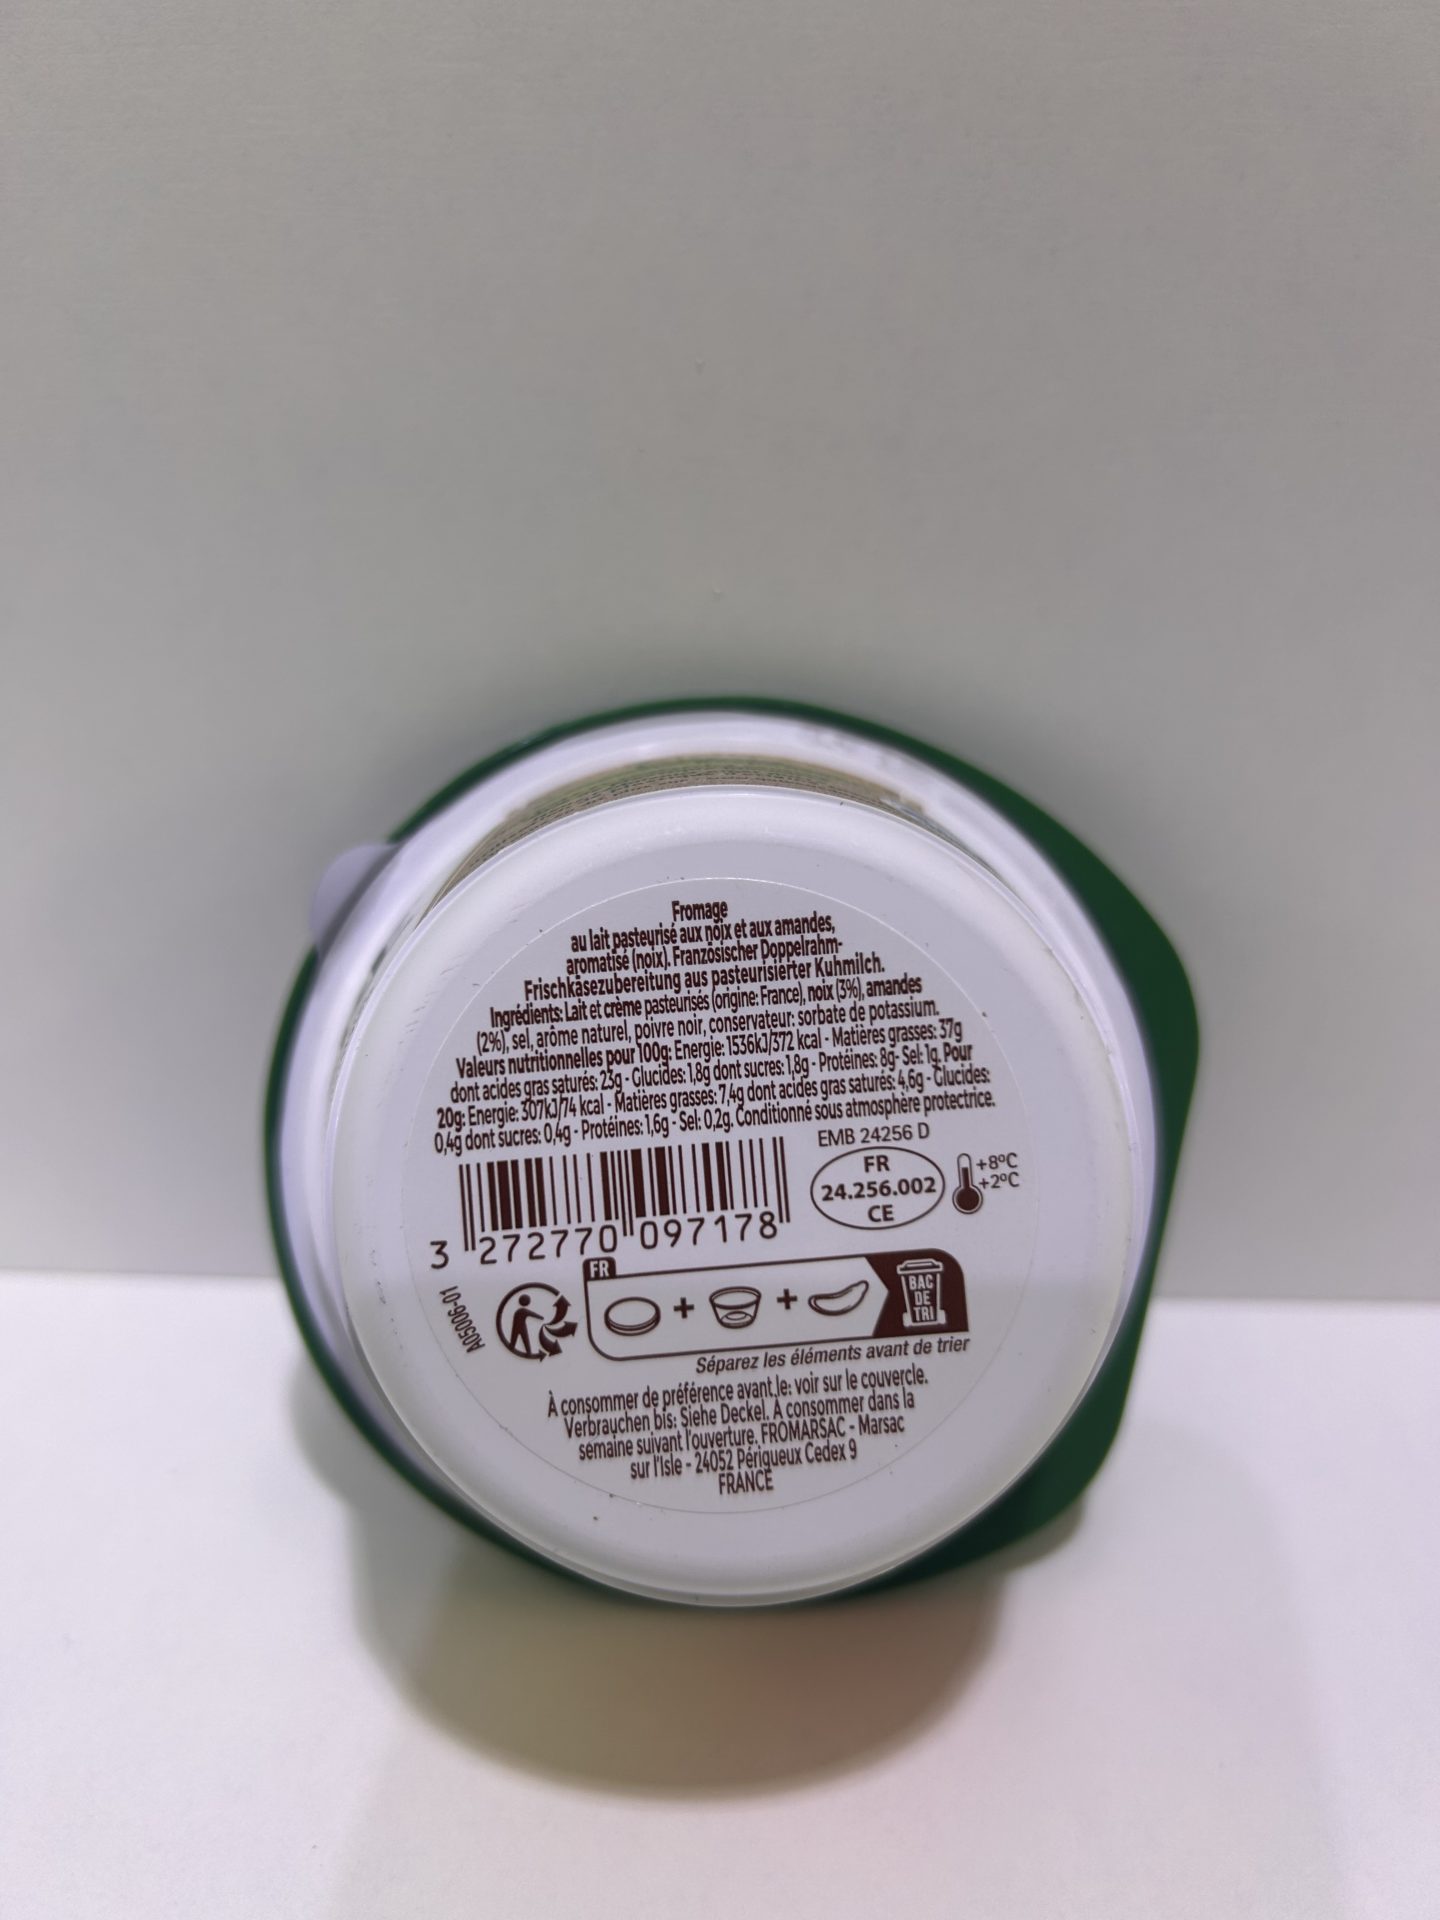 Fromage
au lait pasteurisé aux noix et aux amandes,
aromatisé (noix). Französischer Doppelrahm-
Frischkäsezubereitung aus pasteurisierter Kuhmilch.
Ingrédients: Lait et crème pasteurisés (origine: France), noix (3%), amandes
(2%), sel, arôme naturel, poivre noir, conservateur: sorbate de potassium.
Valeurs nutritionnelles pour 100g: Energie: 1536kJ/372 kcal - Matières grasses: 37g
dont acides gras saturés: 23g - Glucides: 1,8g dont sucres: 1,8g - Protéines: 8g- Sel: 1g. Pour
20g: Energie: 307kJ/74 kcal - Matières grasses: 7,4g dont acides gras saturés: 4,6g - Glucides:
0,4g dont sucres: 0,4g - Protéines: 1,6g - Sel: 0,2g. Conditionné sous atmosphère protectrice.
EMB 24256 D
FR
24.256.002
CE
+8°C
+2°C
3 272770 097178
A05006-01
FR
BAC
DE
TRI
Séparez les éléments avant de trier
À consommer de préférence avant le: voir sur le couvercle.
Verbrauchen bis: Siehe Deckel. À consommer dans la
semaine suivant l'ouverture. FROMARSAC - Marsac
sur l'Isle - 24052 Périgueux Cedex 9
FRANCE